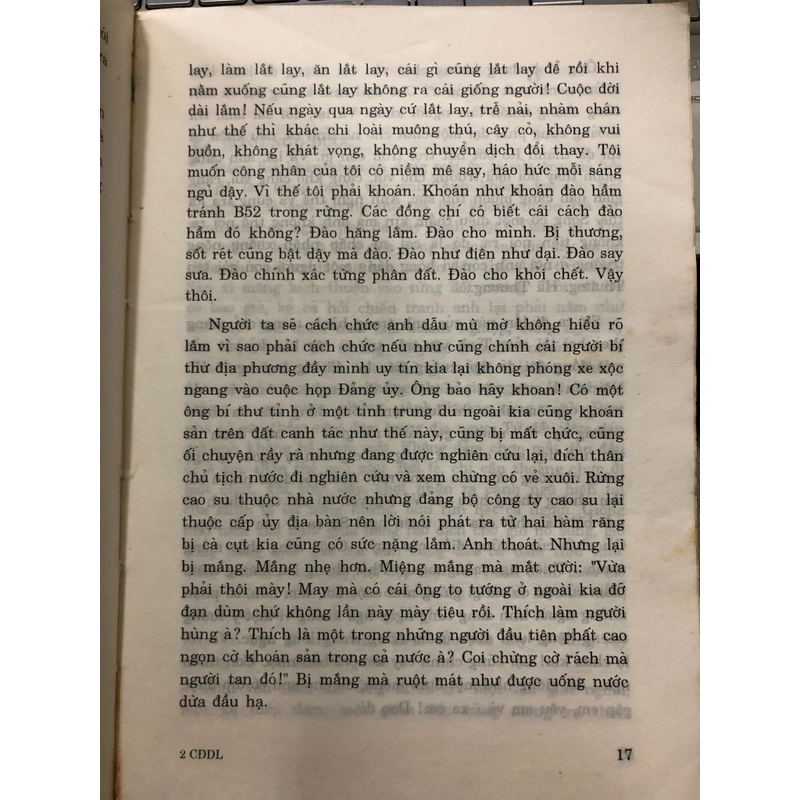 lay, làm lắt lay, ăn lắt lay, cái gì cũng lắt lay để rồi khi
nằm xuống cũng lắt lay không ra cái giống người! Cuộc đời
dài lắm! Nếu ngày qua ngày cứ lắt lay, trễ nải, nhàm chán
như thế thì khác chi loài muông thú, cây cỏ, không vui
buồn, không khát vọng, không chuyển dịch đổi thay. Tôi
muốn công nhân của tôi có niềm mê say, háo hức mỗi sáng
ngủ dậy. Vì thế tôi phải khoán. Khoán như khoán đào hầm
tránh B52 trong rừng. Các đồng chí có biết cái cách đào
hầm đó không? Đào hăng lắm. Đào cho mình. Bị thương,
sốt rét cũng bật dậy mà đào. Đào như điên như dại. Đào say
sưa. Đào chính xác từng phân đất. Đào cho khỏi chết. Vậy
thôi.
Người ta sẽ cách chức anh dẫu mù mờ không hiểu rõ
lắm vì sao phải cách chức nếu như cũng chính cái người bí
thư địa phương đầy mình uy tín kia lại không phóng xe xộc
ngang vào cuộc họp Đảng ủy. Ông bảo hãy khoan! Có một
ông bí thư tỉnh ở một tỉnh trung du ngoài kia cũng khoán
sản trên đất canh tác như thế này, cũng bị mất chức, cũng
ối chuyện rầy rà nhưng đang được nghiên cứu lại, đích thân
chủ tịch nước đi nghiên cứu và xem chừng có vẻ xuôi. Rừng
cao su thuộc nhà nước nhưng đảng bộ công ty cao su lại
thuộc cấp ủy địa bàn nên lời nói phát ra từ hai hàm răng
bị cà cụt kia cũng có sức nặng lắm. Anh thoát. Nhưng lại
bị mắng. Mắng nhẹ hơn. Miệng mắng mà mắt cười: "Vừa
phải thôi mày! May mà có cái ông to tướng ở ngoài kia đỡ
đạn dùm chứ không lần này mày tiêu rồi. Thích làm người
hùng à? Thích là một trong những người đầu tiên phất cao
ngọn cờ khoán sản trong cả nước à? Coi chừng cờ rách mà
người tan đó!" Bị mắng mà ruột mát như được uống nước
dừa đầu hạ.
2 CĐDL
17